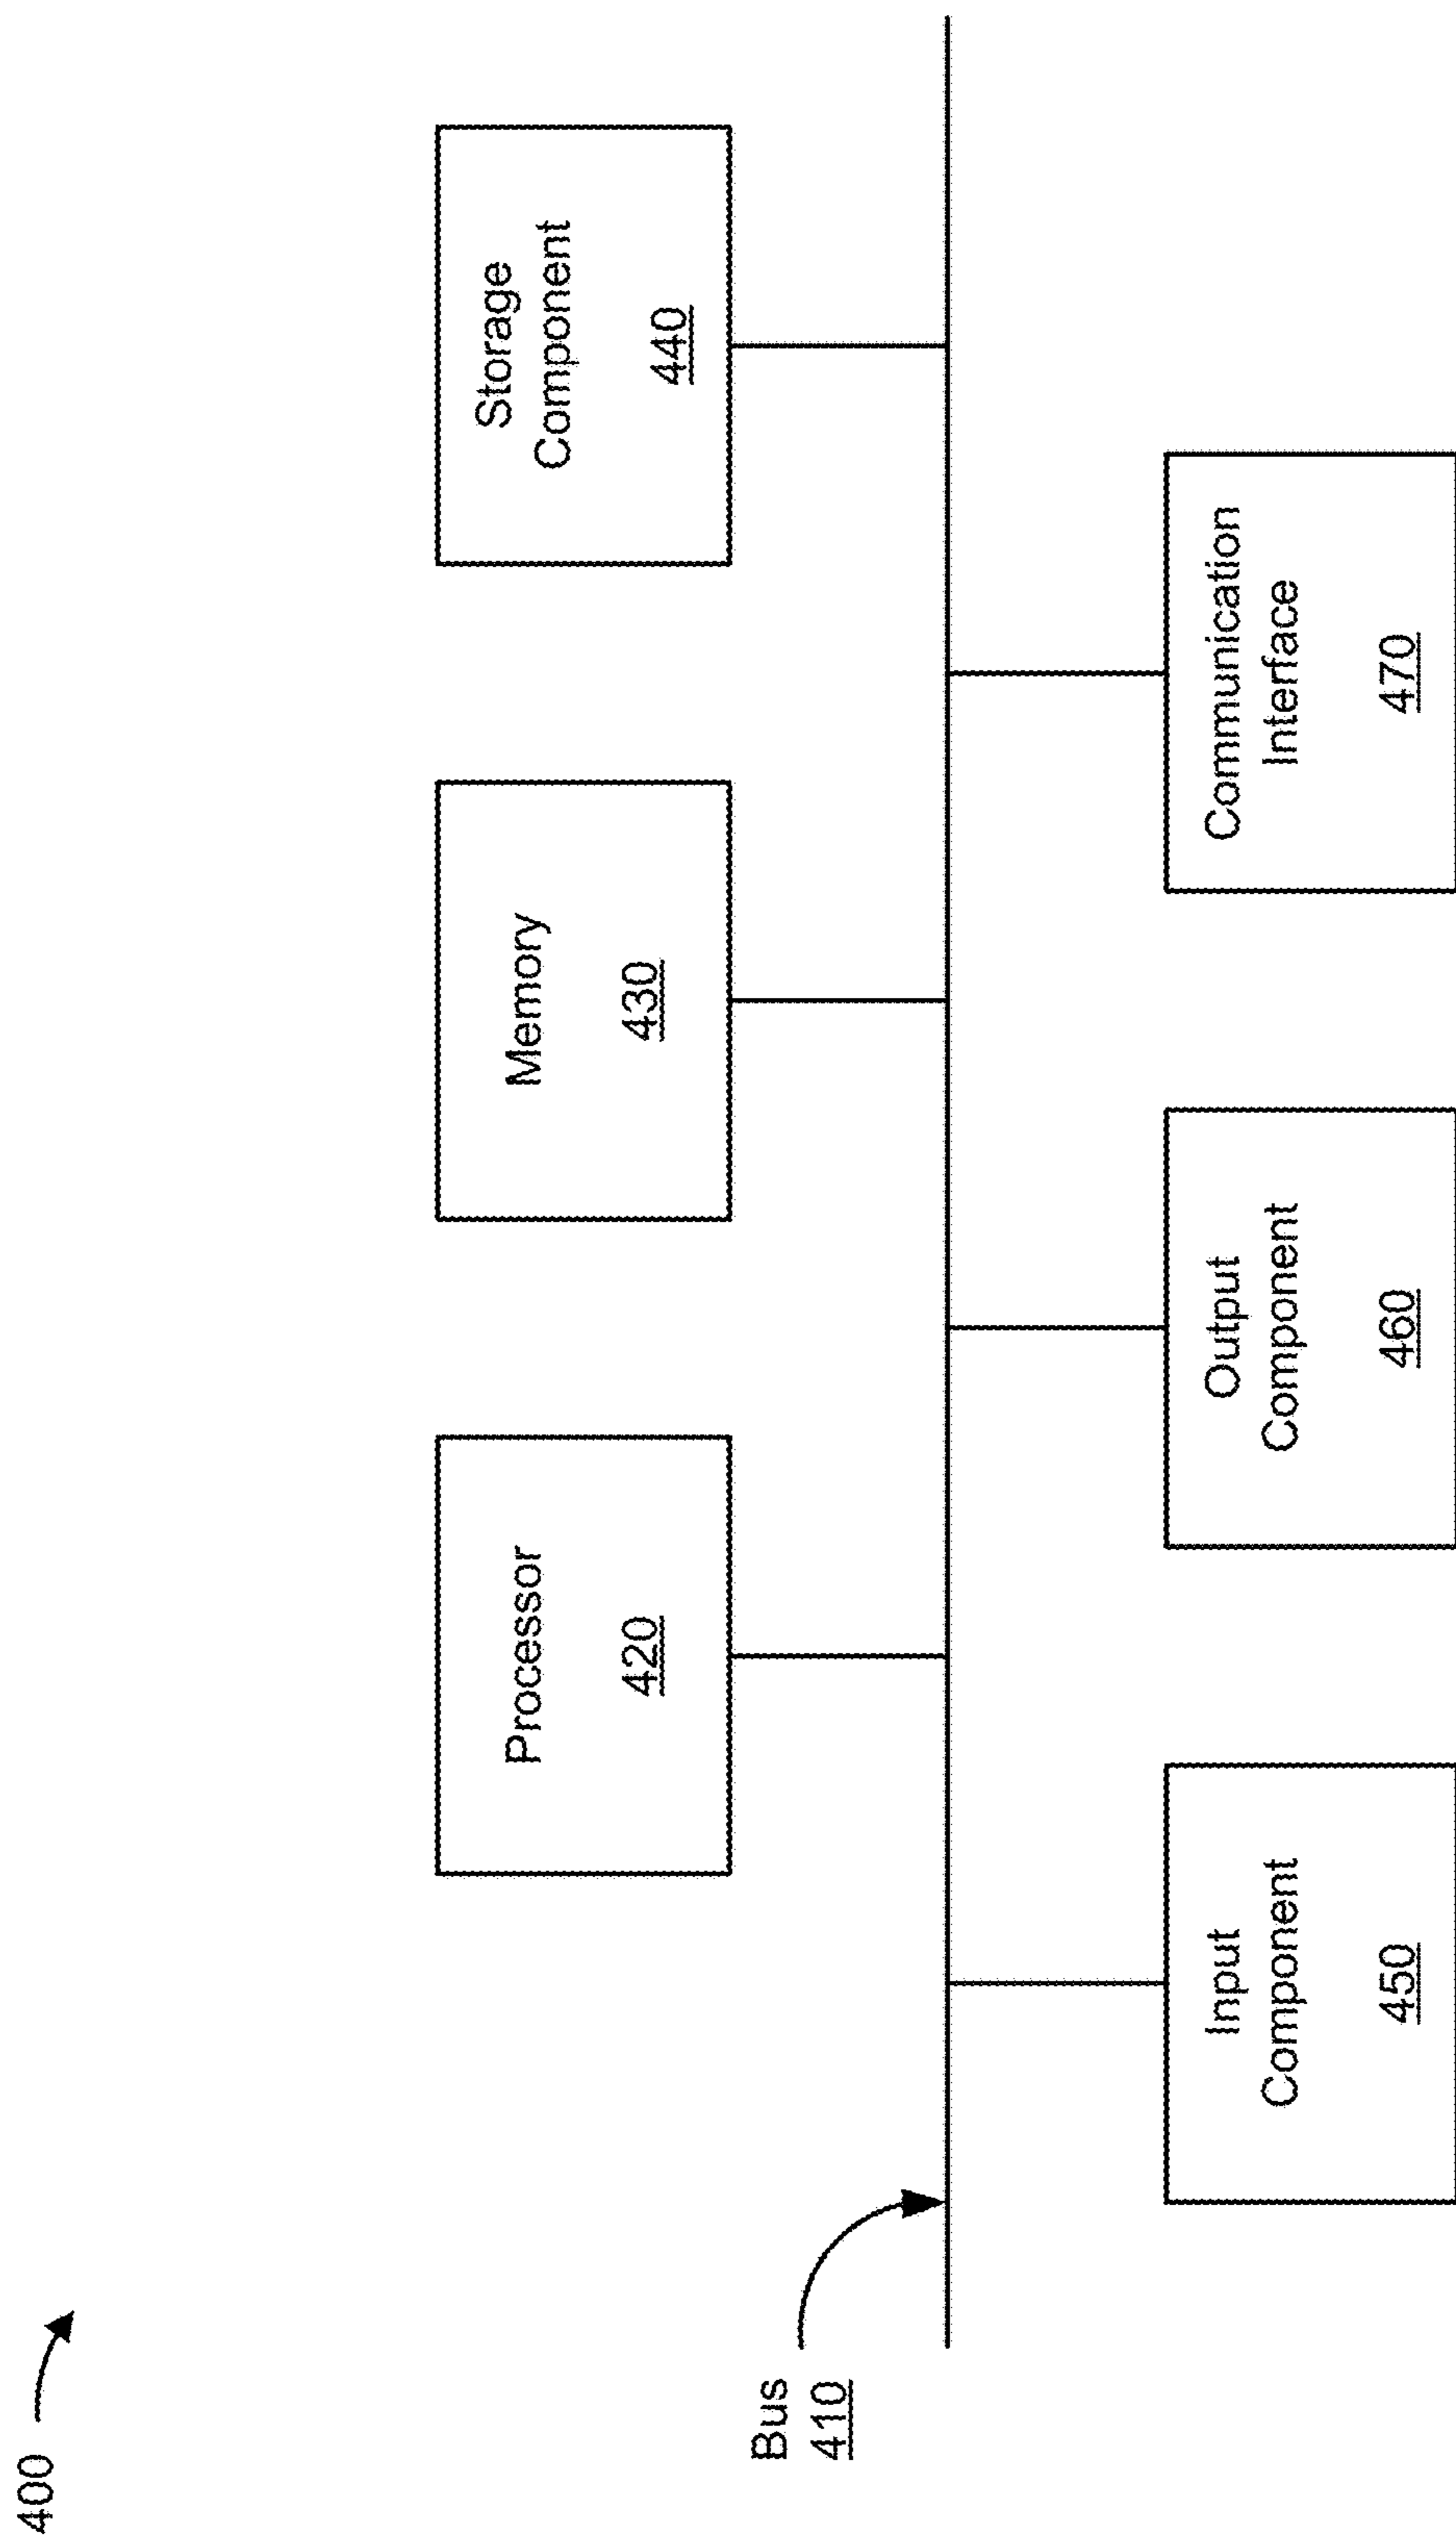 400
Processor
420
Memory
430
Storage
Component
440
Bus
410
Input
Component
450
Output
Component
460
Communication
Interface
470